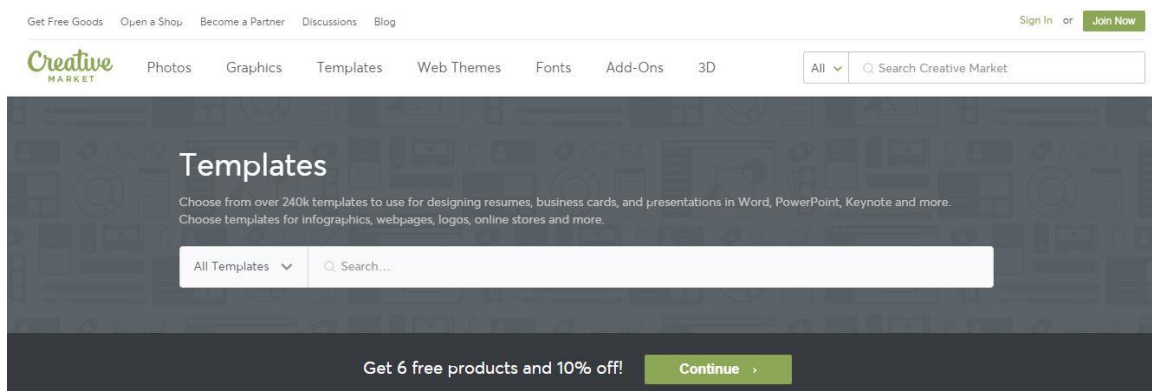 Get Free Goods Open a Shop Become a Partner Discussions Blog Sign In or Join Now
Creative
MARKET
Photos Graphics Templates Web Themes Fonts Add-Ons 3D All Search Creative Market
Templates
Choose from over 240k templates to use for designing resumes, business cards, and presentations in Word, PowerPoint, Keynote and more.
Choose templates for infographics, webpages, logos, online stores and more.
All Templates Search...
Get 6 free products and 10% off! Continue ›